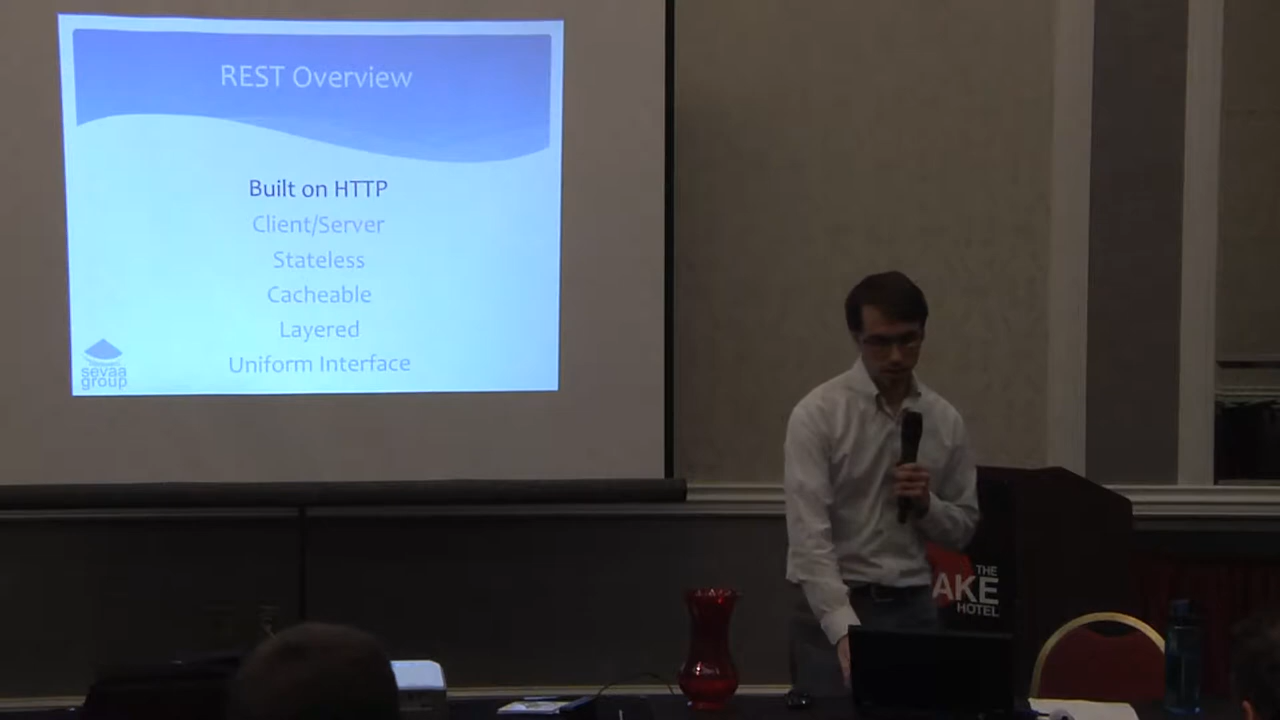 REST Overview
Built on HTTP
Client/Server
Stateless
Cacheable
Layered
Uniform Interface
sevaa
group
THE
AKE
HOTEL